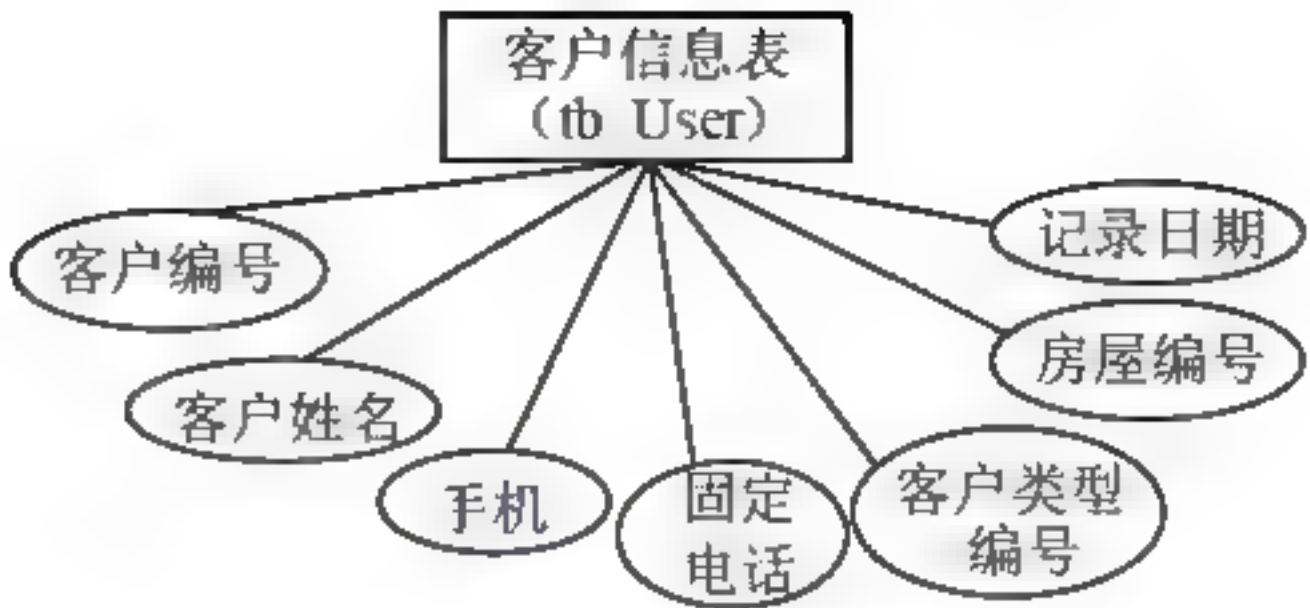 客户信息表
（tb User）
客户编号
记录日期
房屋编号
客户姓名
手机
固定
电话
客户类型
编号